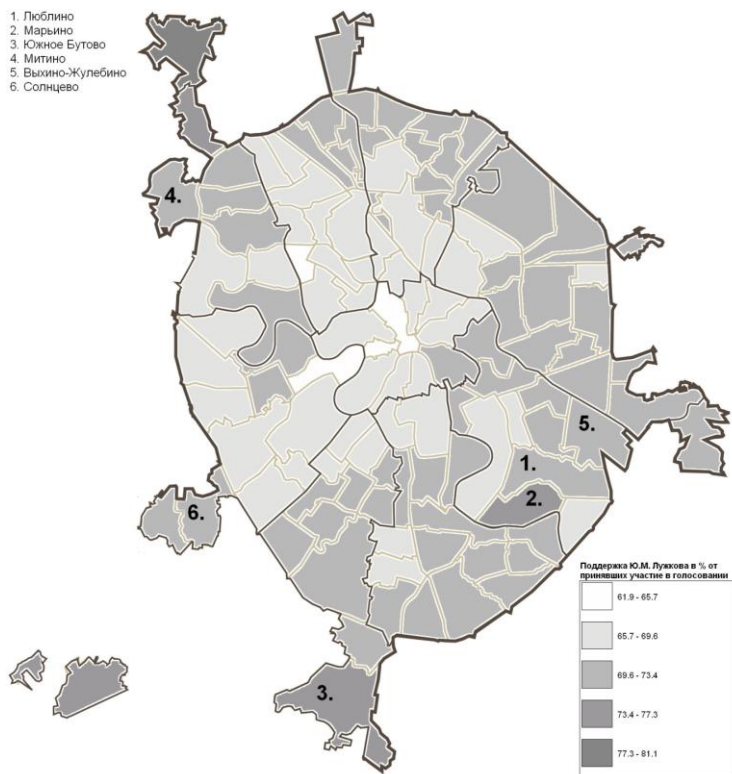 1. Люблино
2. Марьино
3. Южное Бутово
4. Митино
5. Выхино-Жулебино
6. Солнцево
4.
5.
1.
2.
6.
3.
Поддержка Ю.М. Лужкова в % от
принявших участие в голосовании
61.9 - 65.7
65.7 - 69.6
69.6 - 73.4
73.4 - 77.3
77.3 - 81.1